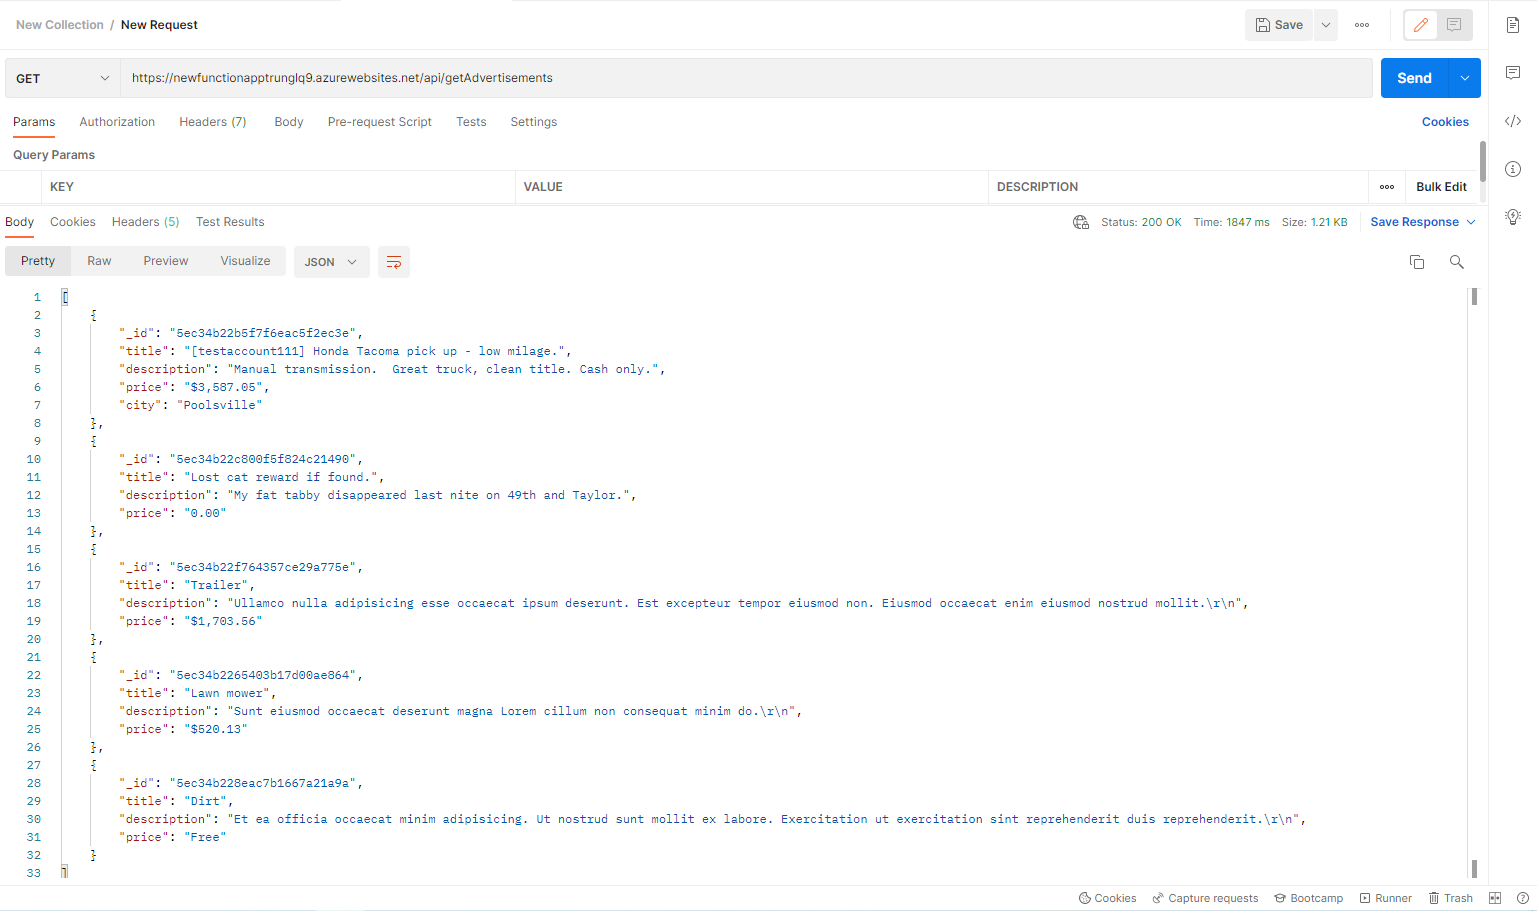 New Collection / New Request
Save
GET https://newfunctionapptrunglq9.azurewebsites.net/api/getAdvertisements Send
Params Authorization Headers (7) Body Pre-request Script Tests Settings Cookies
Query Params
KEY VALUE DESCRIPTION Bulk Edit
Body Cookies Headers (5) Test Results Status: 200 OK Time: 1847 ms Size: 1.21 KB Save Response
Pretty Raw Preview Visualize JSON
1 [
2 {
3 "_id": "5ec34b22b5f7f6eac5f2ec3e",
4 "title": "[testaccount111] Honda Tacoma pick up - low milage.",
5 "description": "Manual transmission.  Great truck, clean title. Cash only.",
6 "price": "$3,587.05",
7 "city": "Poolsville"
8 },
9 {
10 "_id": "5ec34b22c800f5f824c21490",
11 "title": "Lost cat reward if found.",
12 "description": "My fat tabby disappeared last nite on 49th and Taylor.",
13 "price": "0.00"
14 },
15 {
16 "_id": "5ec34b22f764357ce29a775e",
17 "title": "Trailer",
18 "description": "Ullamco nulla adipisicing esse occaecat ipsum deserunt. Est excepteur tempor eiusmod non. Eiusmod occaecat enim eiusmod nostrud mollit.\r\n",
19 "price": "$1,703.56"
20 },
21 {
22 "_id": "5ec34b2265403b17d00ae864",
23 "title": "Lawn mower",
24 "description": "Sunt eiusmod occaecat deserunt magna Lorem cillum non consequat minim do.\r\n",
25 "price": "$520.13"
26 },
27 {
28 "_id": "5ec34b228eac7b1667a21a9a",
29 "title": "Dirt",
30 "description": "Et ea officia occaecat minim adipisicing. Ut nostrud sunt mollit ex labore. Exercitation ut exercitation sint reprehenderit duis reprehenderit.\r\n",
31 "price": "Free"
32 }
33 ]
Cookies Capture requests Bootcamp Runner Trash